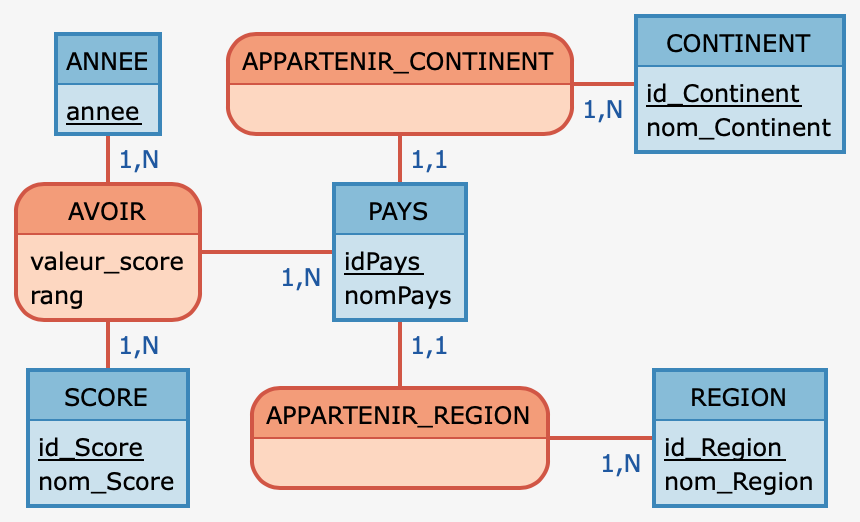 ANNEE
annee
1,N
APPARTENIR_CONTINENT
1,N
1,1
CONTINENT
id_Continent
nom_Continent
AVOIR
valeur_score
rang
1,N
1,N
PAYS
idPays
nomPays
1,1
SCORE
id_Score
nom_Score
APPARTENIR_REGION
1,N
REGION
id_Region
nom_Region